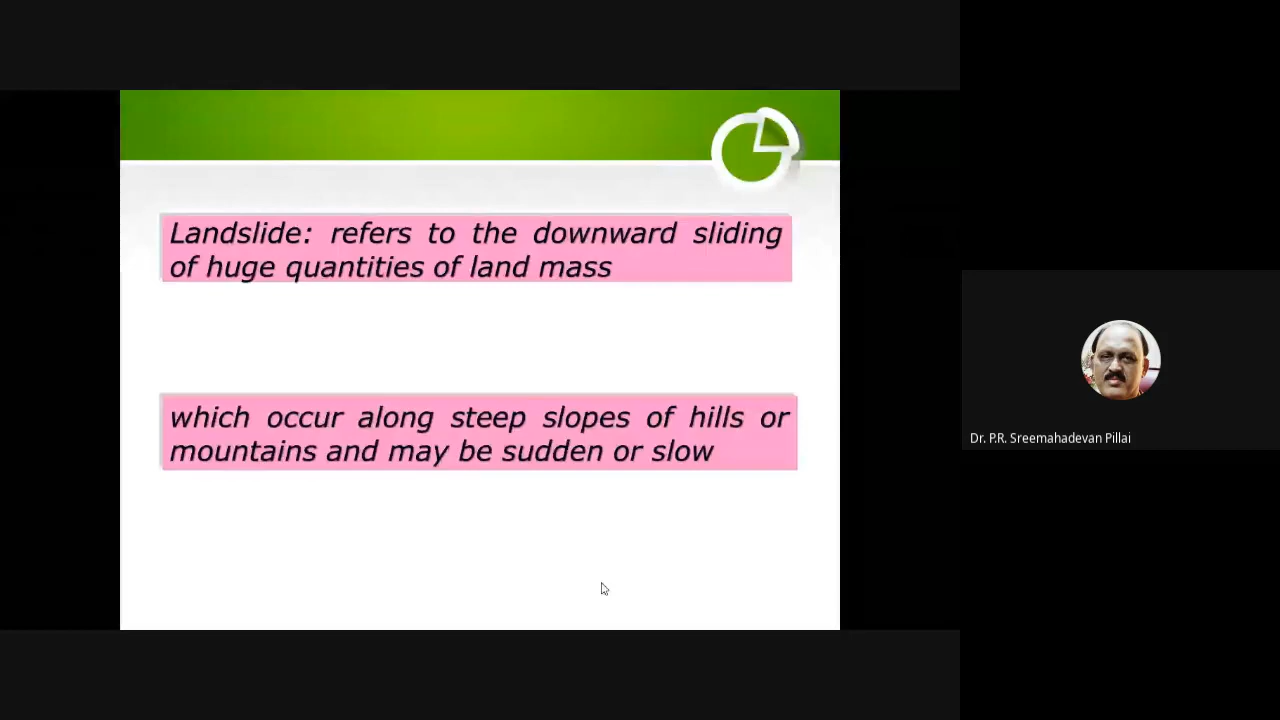 Landslide: refers to the downward sliding
of huge quantities of land mass
which occur along steep slopes of hills or
mountains and may be sudden or slow
Dr. P.R. Sreemahadevan Pillai